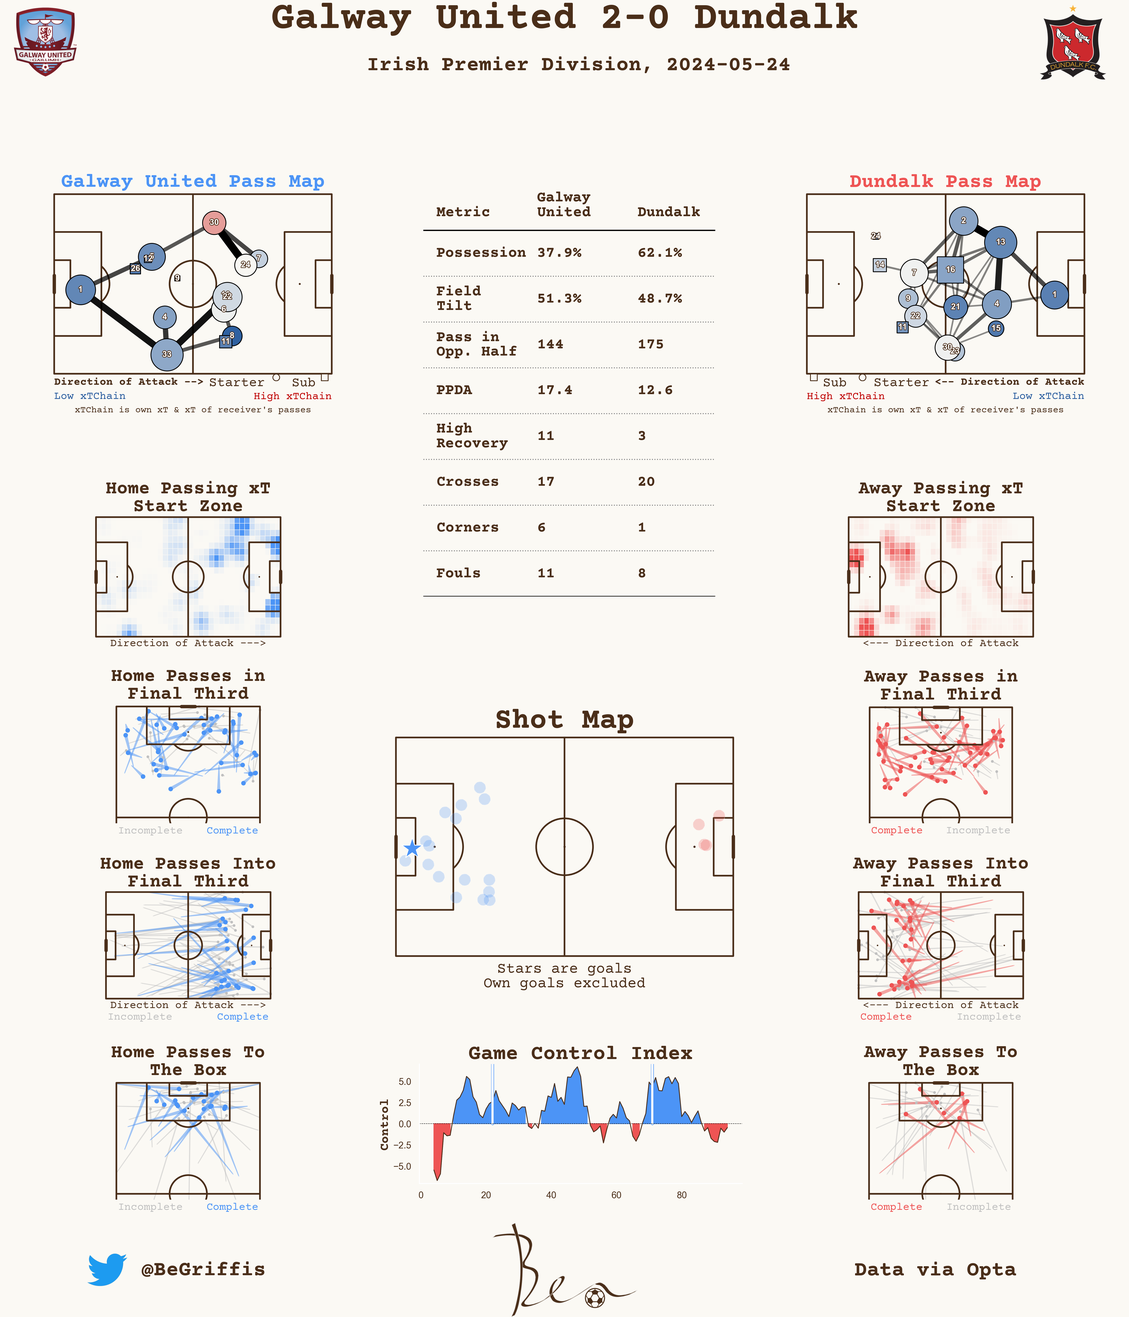 Galway United 2-0 Dundalk
Irish Premier Division, 2024-05-24
GALWAY UNITED
DUNDALK F.C.
Galway United Pass Map
30
7
24
12
26
9
1
22
6
4
8
11
33
Direction of Attack --> Starter Sub
Low xTChain High xTChain
xTChain is own xT & xT of receiver's passes
Metric Galway United Dundalk
Possession 37.9% 62.1%
Field Tilt 51.3% 48.7%
Pass in Opp. Half 144 175
PPDA 17.4 12.6
High Recovery 11 3
Crosses 17 20
Corners 6 1
Fouls 11 8
Dundalk Pass Map
2
24
13
14
7
16
9
1
21
4
22
11
15
30
23
Sub Starter <-- Direction of Attack
High xTChain Low xTChain
xTChain is own xT & xT of receiver's passes
Home Passing xT
Start Zone
Direction of Attack --->
Away Passing xT
Start Zone
<--- Direction of Attack
Home Passes in
Final Third
Incomplete Complete
Away Passes in
Final Third
Complete Incomplete
Shot Map
Stars are goals
Own goals excluded
Home Passes Into
Final Third
Direction of Attack --->
Incomplete Complete
Away Passes Into
Final Third
<--- Direction of Attack
Complete Incomplete
Home Passes To
The Box
Incomplete Complete
Game Control Index
Control
5.0
2.5
0.0
−2.5
−5.0
0 20 40 60 80
Away Passes To
The Box
Complete Incomplete
@BeGriffis
Ben
Data via Opta